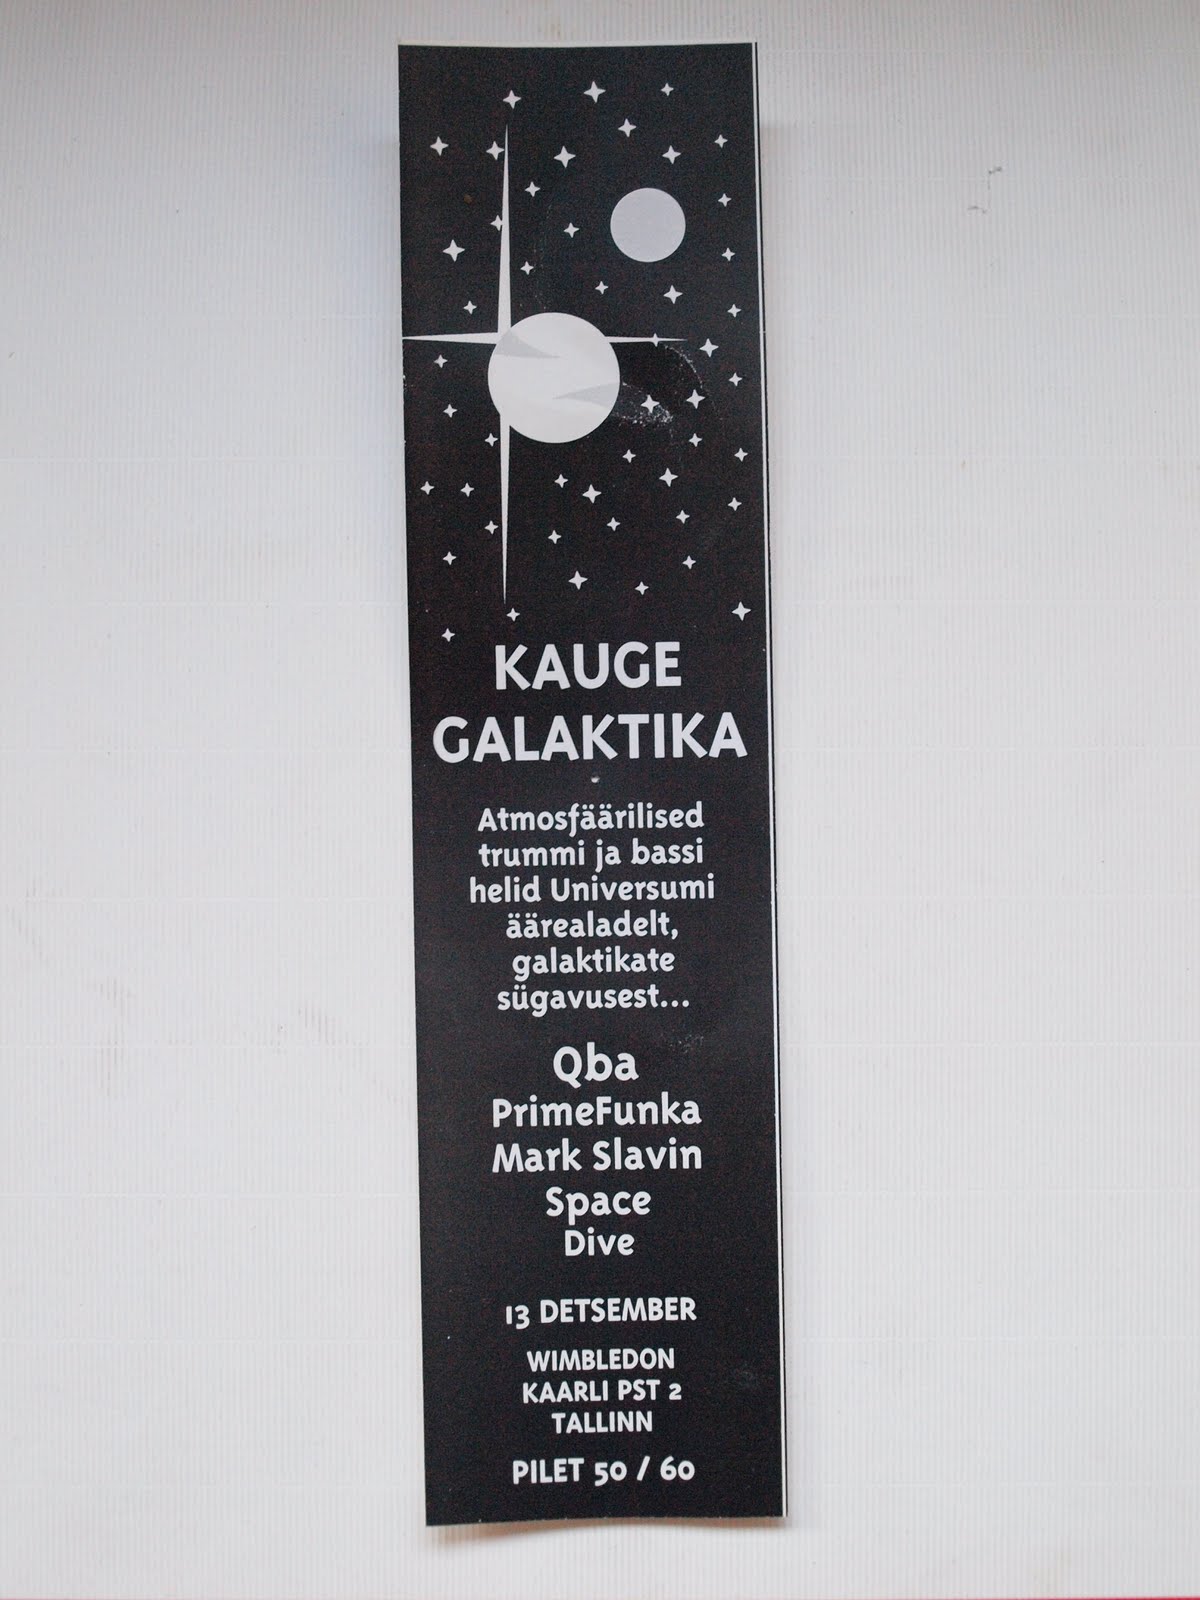 KAUGE
GALAKTIKA
Atmosfäärilised
trummi ja bassi
helid Universumi
äärealadelt,
galaktikate
sügavusest...
Qba
PrimeFunka
Mark Slavin
Space
Dive
13 DETSEMBER
WIMBLEDON
KAARLI PST 2
TALLINN
PILET 50 / 60